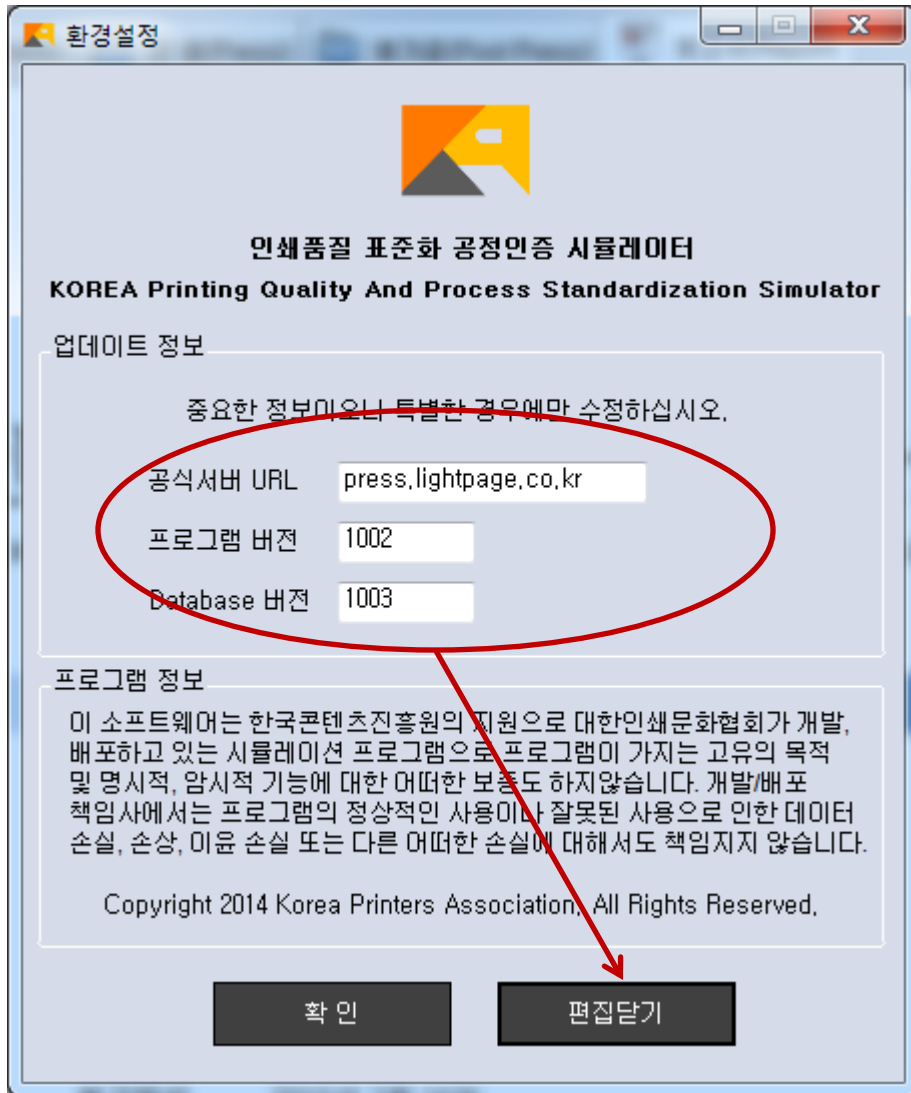 환경설정
인쇄품질 표준화 공정인증 시뮬레이터
KOREA Printing Quality And Process Standardization Simulator
업데이트 정보
중요한 정보이오니 특별한 경우에만 수정하십시오.
공식서버 URL press.lightpage.co.kr
프로그램 버전 1002
Database 버전 1003
프로그램 정보
이 소프트웨어는 한국콘텐츠진흥원의 지원으로 대한인쇄문화협회가 개발,
배포하고 있는 시뮬레이션 프로그램으로 프로그램이 가지는 고유의 목적
및 명시적, 암시적 기능에 대한 어떠한 보증도 하지않습니다. 개발/배포
책임사에서는 프로그램의 정상적인 사용이나 잘못된 사용으로 인한 데이터
손실, 손상, 이윤 손실 또는 다른 어떠한 손실에 대해서도 책임지지 않습니다.
Copyright 2014 Korea Printers Association. All Rights Reserved.
확 인 편집닫기